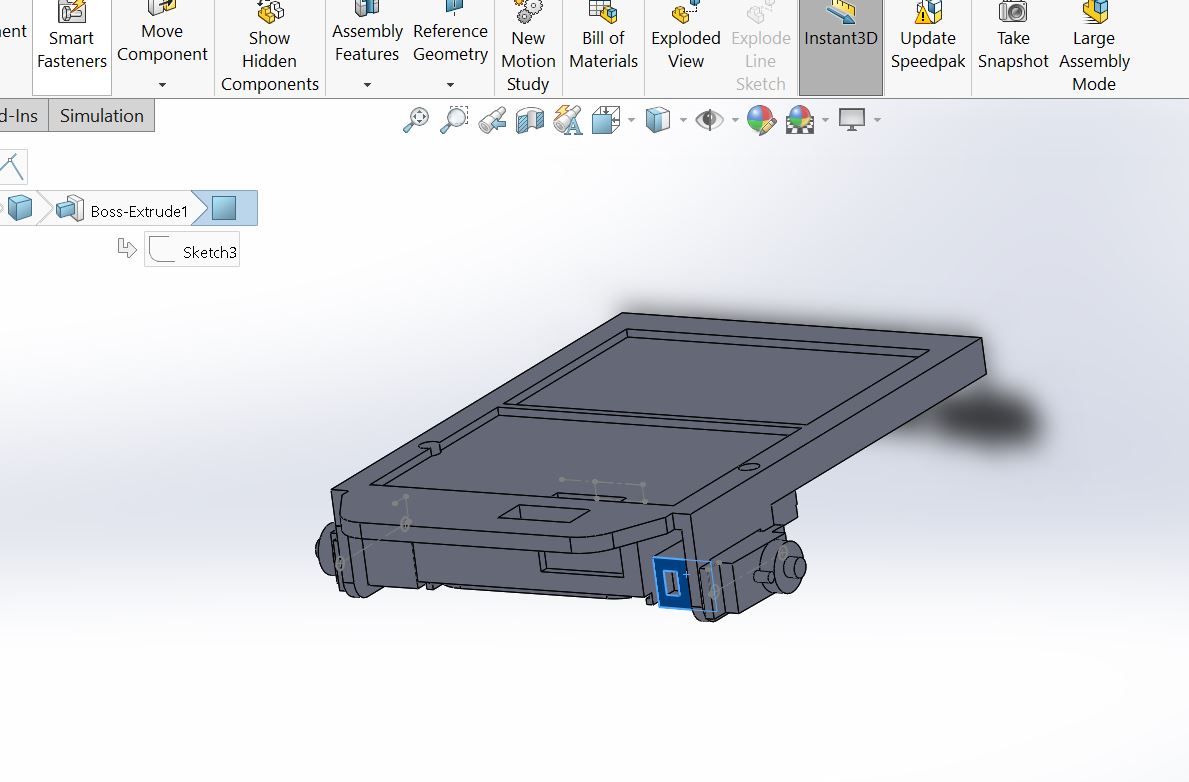 Smart
Fasteners
Move
Component
Show
Hidden
Components
Assembly
Features
Reference
Geometry
New
Motion
Study
Bill of
Materials
Exploded
View
Explode
Line
Sketch
Instant3D
Update
Speedpak
Take
Snapshot
Large
Assembly
Mode
d-Ins
Simulation
Boss-Extrude1
Sketch3